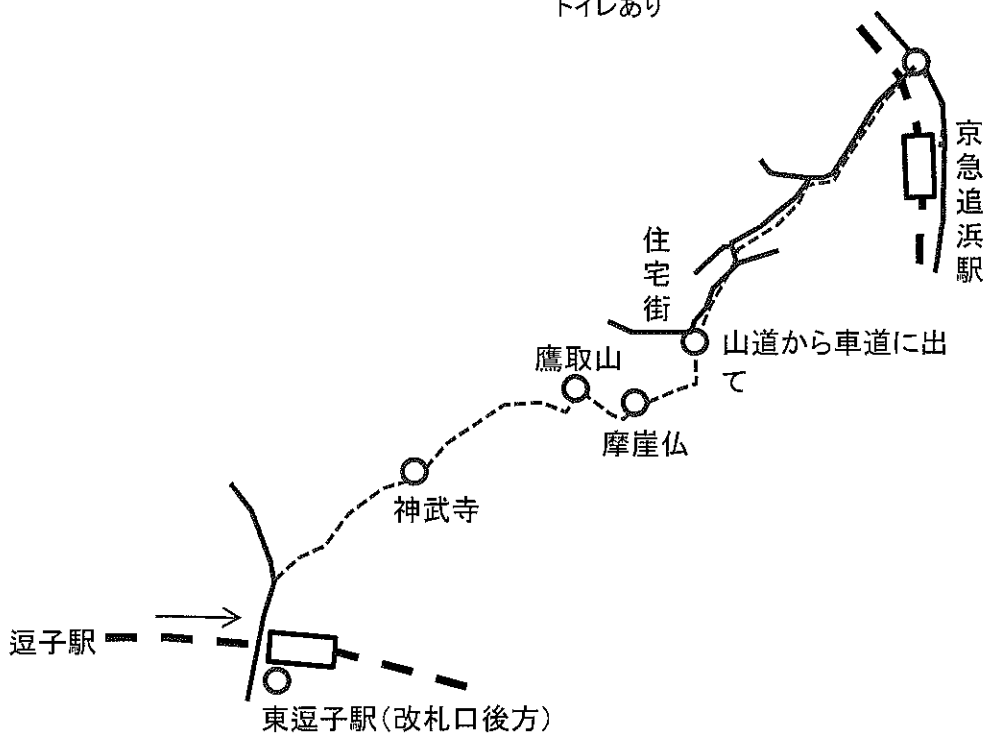 トイレあり
京急追浜駅
住宅街
山道から車道に出
て
鷹取山
摩崖仏
神武寺
逗子駅
東逗子駅(改札口後方)